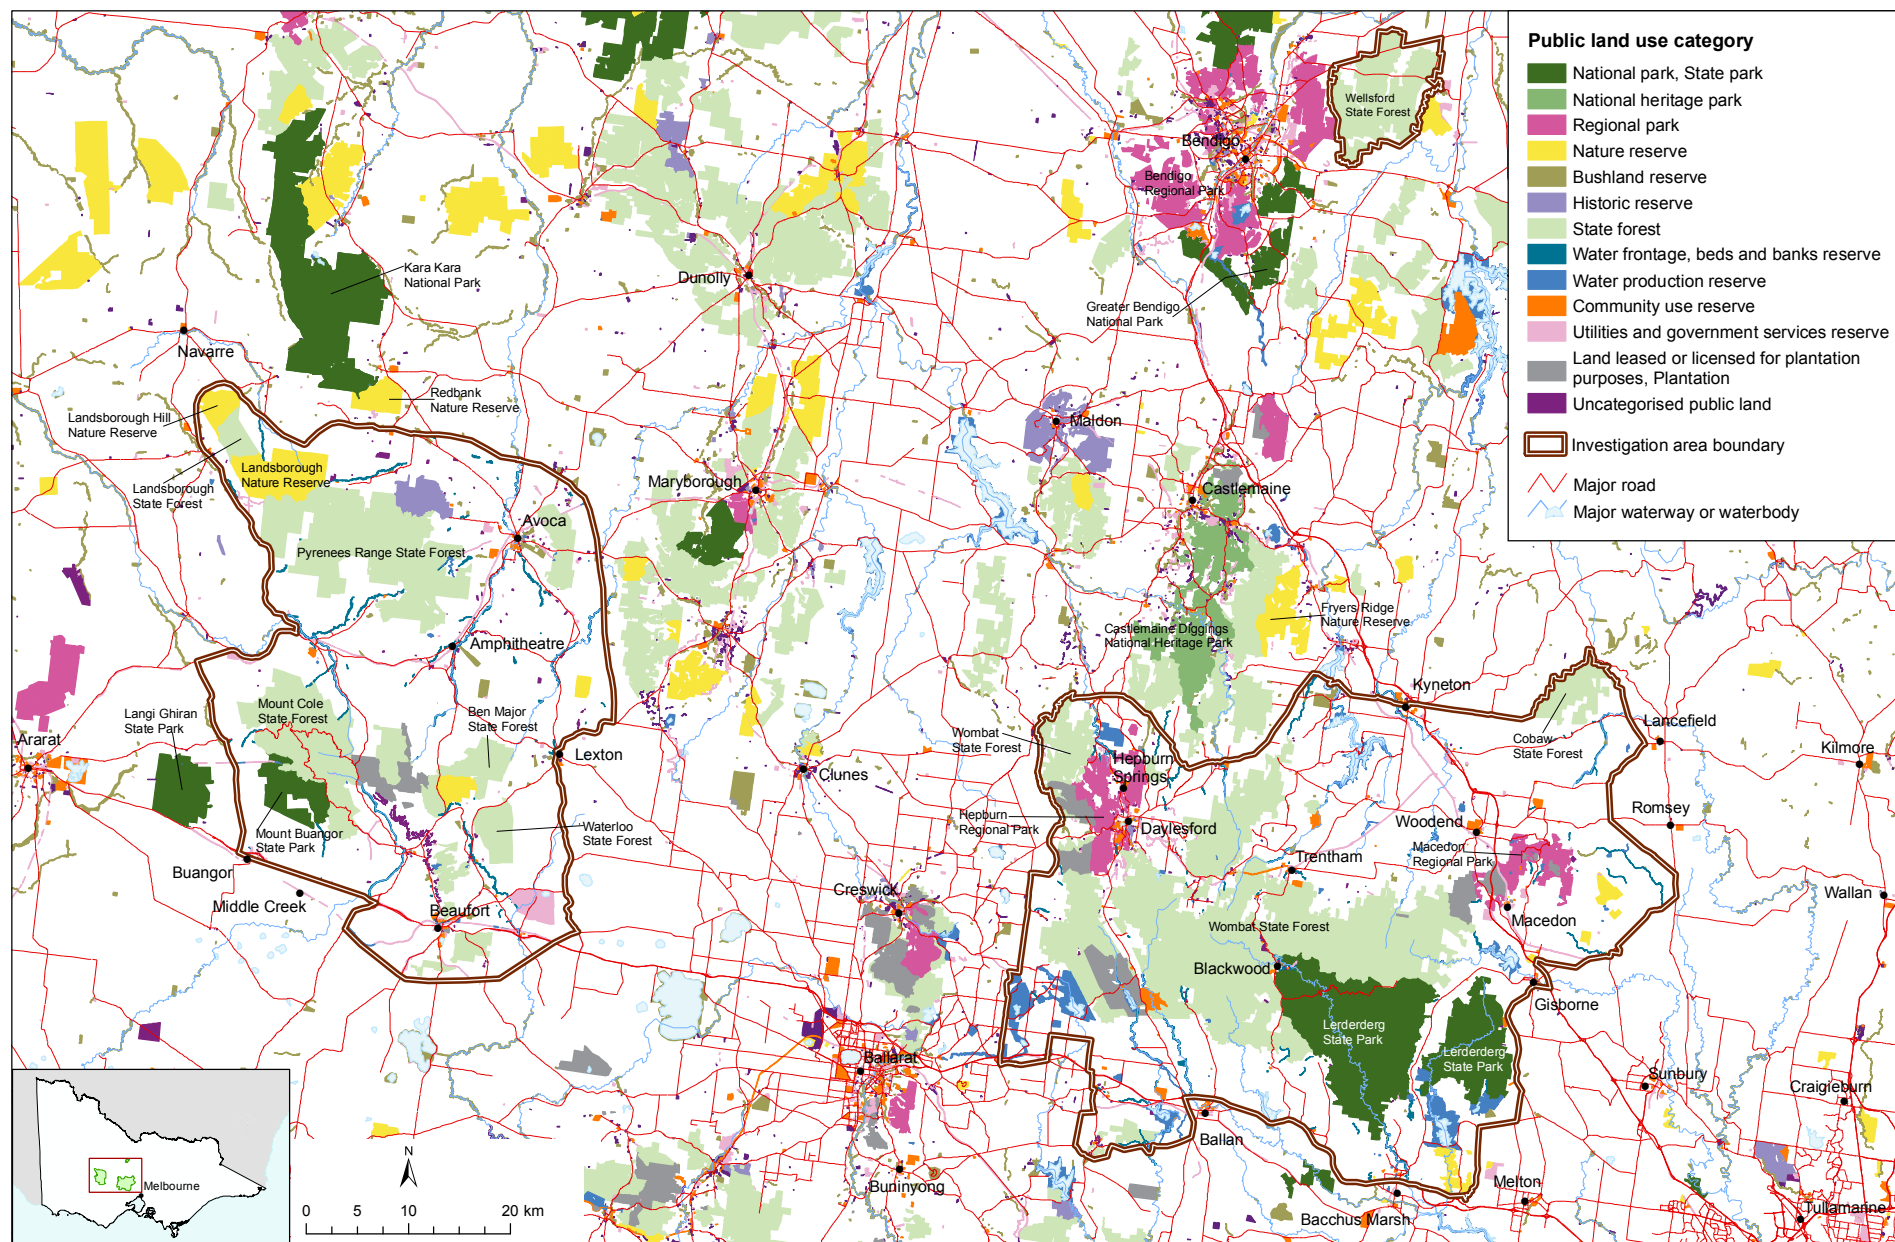 Public land use category
National park, State park
National heritage park
Regional park
Nature reserve
Bushland reserve
Historic reserve
State forest
Water frontage, beds and banks reserve
Water production reserve
Community use reserve
Utilities and government services reserve
Land leased or licensed for plantation
purposes, Plantation
Uncategorised public land
Investigation area boundary
Major road
Major waterway or waterbody
Wellsford
State Forest
Bendigo
Bendigo
Regional Park
Kara Kara
National Park
Dunolly
Greater Bendigo
National Park
Navarre
Redbank
Nature Reserve
Landsborough Hill
Nature Reserve
Maldon
Landsborough
Nature Reserve
Landsborough
State Forest
Maryborough
Castlemaine
Avoca
Pyrenees Range State Forest
Fryers Ridge
Nature Reserve
Castlemaine Diggings
National Heritage Park
Amphitheatre
Kyneton
Mount Cole
State Forest
Langi Ghiran
State Park
Ben Major
State Forest
Wombat
State Forest
Cobaw
State Forest
Lancefield
Ararat
Lexton
Clunes
Hepburn
Springs
Kilmore
Hepburn
Regional Park
Daylesford
Romsey
Woodend
Mount Buangor
State Park
Waterloo
State Forest
Macedon
Regional Park
Trentham
Buangor
Middle Creek
Creswick
Wallan
Beaufort
Macedon
Wombat State Forest
Blackwood
Gisborne
Lerderderg
State Park
Lerderderg
State Park
Ballarat
Sunbury
Craigieburn
Ballan
Buninyong
Melton
Bacchus Marsh
Tullamarine
Melbourne
N
0 5 10 20 km